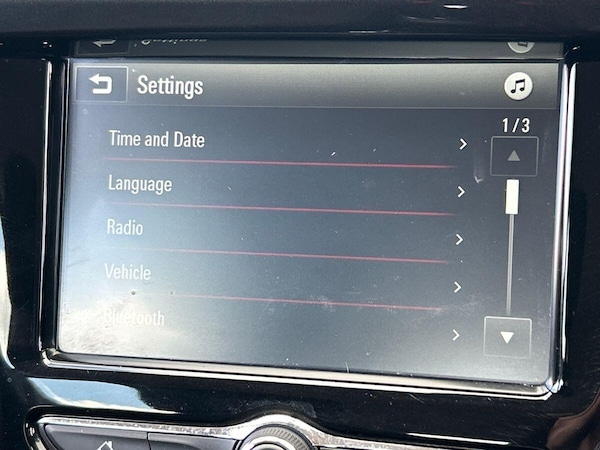 Settings
1/3
Time and Date
Language
Radio
Vehicle
Bluetooth